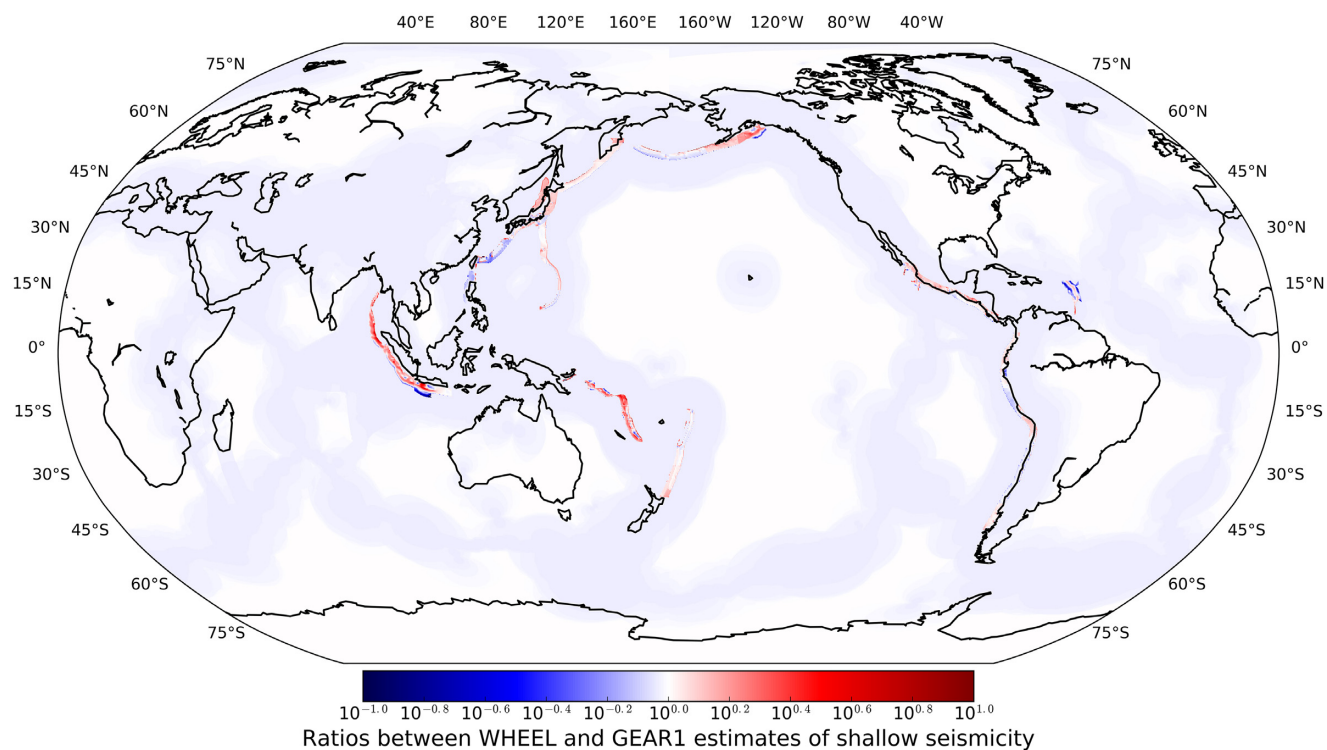 40°E 80°E 120°E 160°E 160°W 120°W 80°W 40°W
75°N 75°N
60°N 60°N
45°N 45°N
30°N 30°N
15°N 15°N
0° 0°
15°S 15°S
30°S 30°S
45°S 45°S
60°S 60°S
75°S 75°S
10^−1.0 10^−0.8 10^−0.6 10^−0.4 10^−0.2 10^0.0 10^0.2 10^0.4 10^0.6 10^0.8 10^1.0
Ratios between WHEEL and GEAR1 estimates of shallow seismicity